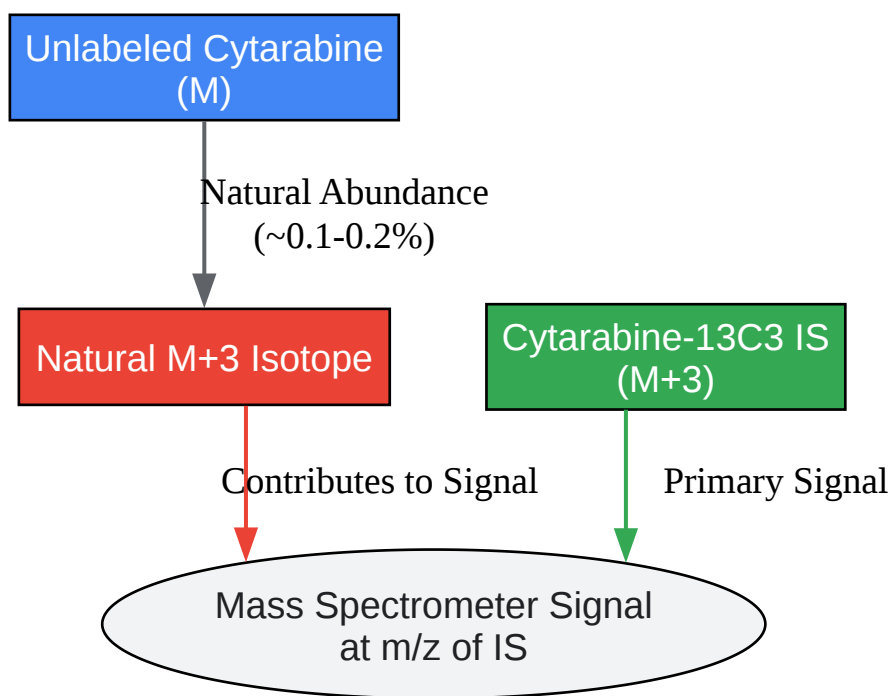 Unlabeled Cytarabine
(M)
Natural Abundance
(~0.1-0.2%)
Natural M+3 Isotope
Cytarabine-13C3 IS
(M+3)
Contributes to Signal
Primary Signal
Mass Spectrometer Signal
at m/z of IS